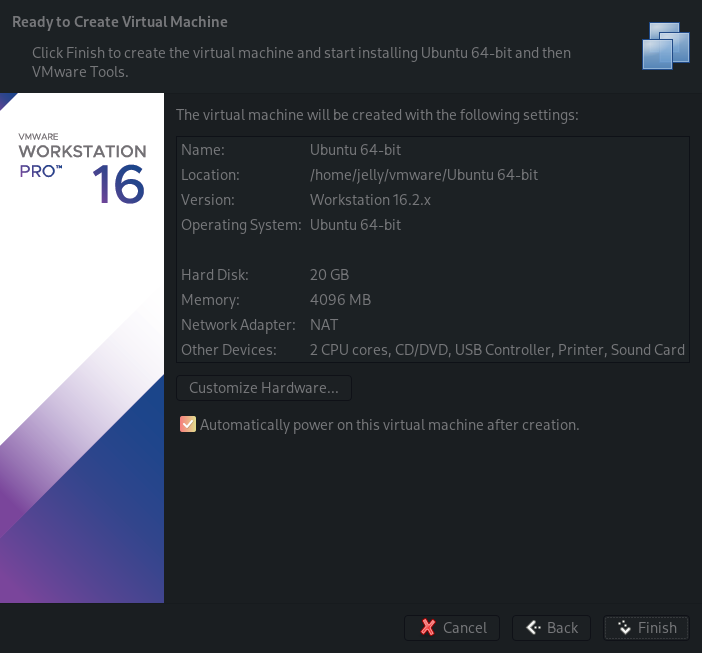 Ready to Create Virtual Machine
Click Finish to create the virtual machine and start installing Ubuntu 64-bit and then
VMware Tools.
VMWARE
WORKSTATION
PRO™ 16
The virtual machine will be created with the following settings:
Name: Ubuntu 64-bit
Location: /home/jelly/vmware/Ubuntu 64-bit
Version: Workstation 16.2.x
Operating System: Ubuntu 64-bit
Hard Disk: 20 GB
Memory: 4096 MB
Network Adapter: NAT
Other Devices: 2 CPU cores, CD/DVD, USB Controller, Printer, Sound Card
Customize Hardware...
Automatically power on this virtual machine after creation.
Cancel Back Finish